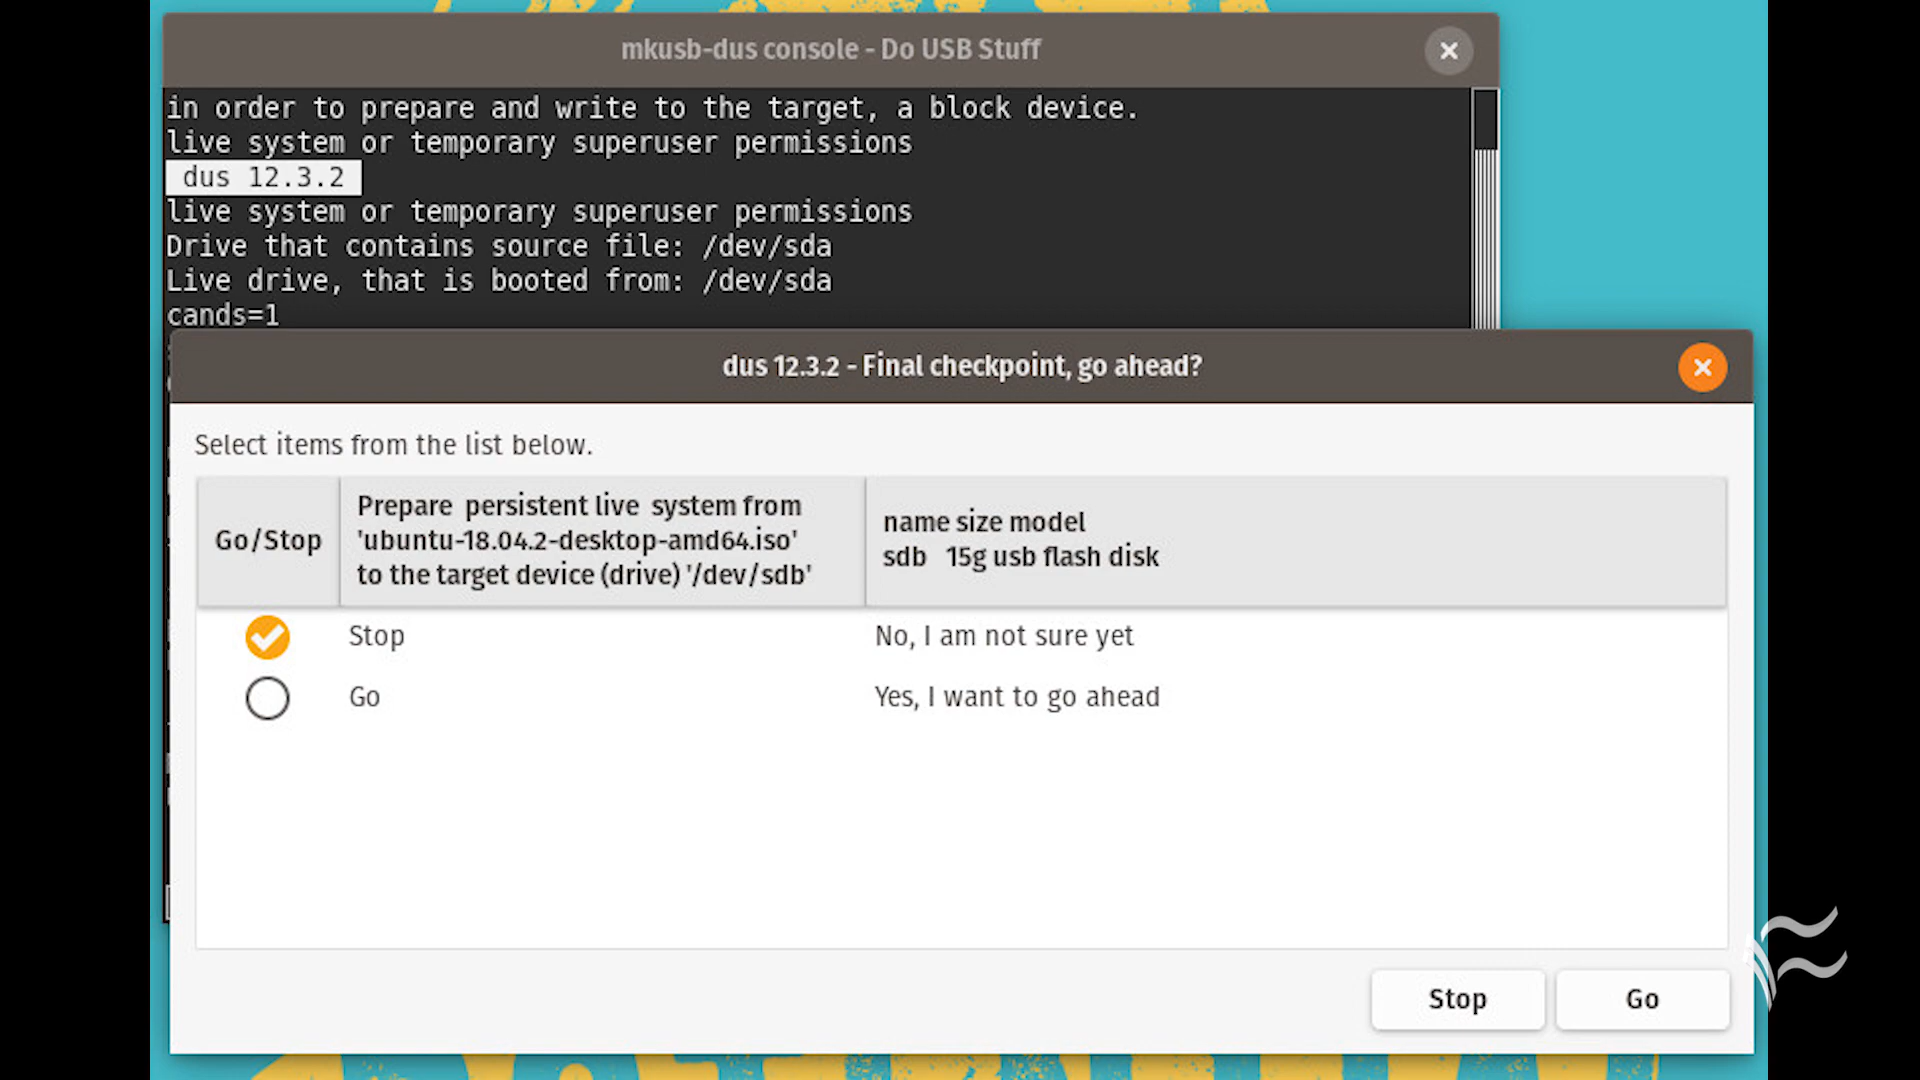 mkusb-dus console - Do USB Stuff
in order to prepare and write to the target, a block device.
live system or temporary superuser permissions
dus 12.3.2
live system or temporary superuser permissions
Drive that contains source file: /dev/sda
Live drive, that is booted from: /dev/sda
cands=1
dus 12.3.2 - Final checkpoint, go ahead?
Select items from the list below.
Go/Stop
Prepare  persistent live  system from
'ubuntu-18.04.2-desktop-amd64.iso'
to the target device (drive) '/dev/sdb'
name size model
sdb   15g usb flash disk
Stop
No, I am not sure yet
Go
Yes, I want to go ahead
Stop
Go